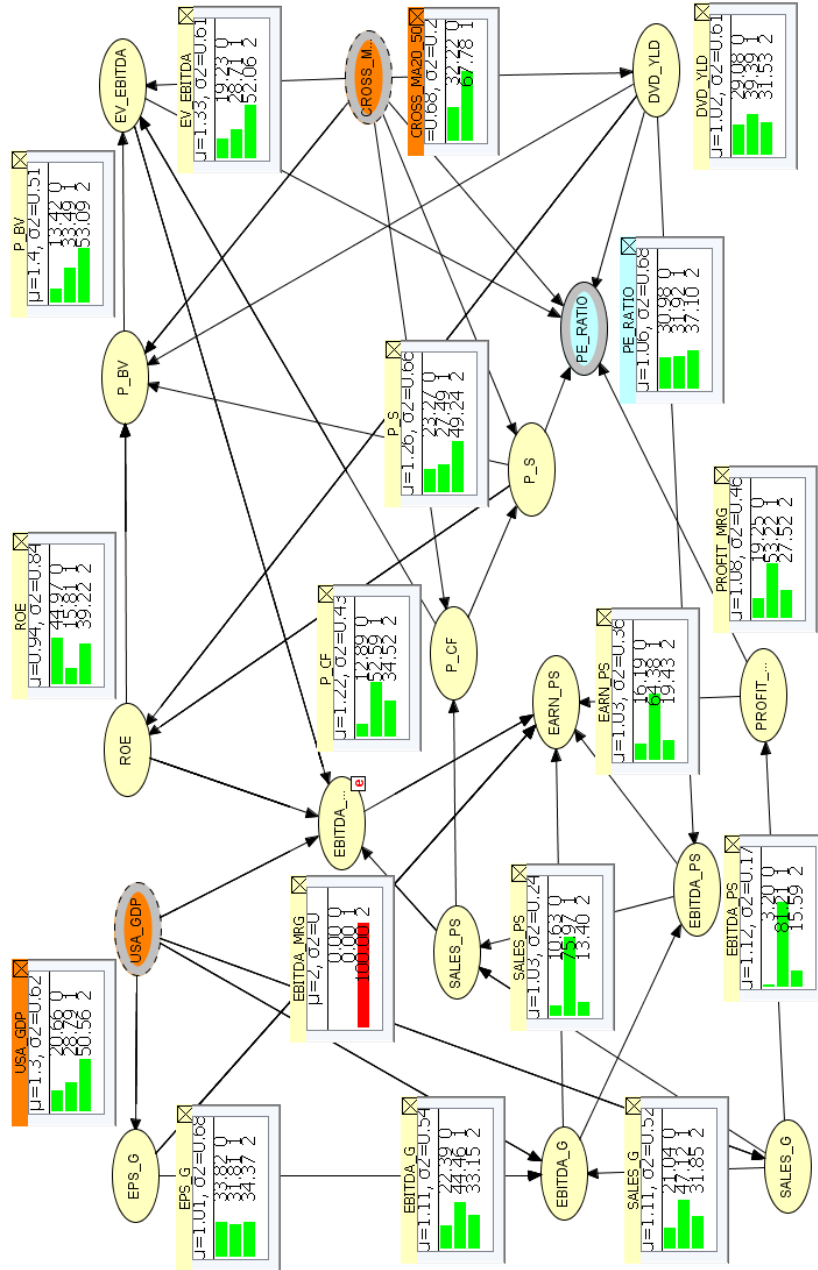 EPS_G
USA_GDP
ROE
P_BV
EV_EBITDA
USA_GDP
μ=1.3, σ2=0.62
20.66 0
28.79 1
50.56 2
ROE
μ=0.94, σ2=0.84
44.97 0
15.81 1
39.22 2
P_BV
μ=1.4, σ2=0.51
13.42 0
33.49 1
53.09 2
EPS_G
μ=1.01, σ2=0.68
33.82 0
31.81 1
34.37 2
EV_EBITDA
μ=1.33, σ2=0.61
19.23 0
28.71 1
52.06 2
EBITDA_MRG
μ=2, σ2=0
0.00 0
0.00 1
100.00 2
EBITDA_...
e
P_CF
μ=1.22, σ2=0.43
12.89 0
52.59 1
34.52 2
CROSS_M...
P_S
μ=1.26, σ2=0.66
23.27 0
27.49 1
49.24 2
CROSS_MA20_50
=0.68, σ2=0.2
32.22 0
67.78 1
EBITDA_G
μ=1.11, σ2=0.54
22.39 0
44.46 1
33.15 2
SALES_PS
P_CF
P_S
SALES_PS
μ=1.03, σ2=0.24
10.63 0
75.97 1
13.40 2
EBITDA_G
EARN_PS
PE_RATIO
EARN_PS
μ=1.03, σ2=0.36
16.19 0
64.38 1
19.43 2
PE_RATIO
μ=1.06, σ2=0.68
30.98 0
31.92 1
37.10 2
SALES_G
μ=1.11, σ2=0.52
21.04 0
47.12 1
31.85 2
EBITDA_PS
DVD_YLD
EBITDA_PS
μ=1.12, σ2=0.17
3.20 0
81.21 1
15.59 2
PROFIT_MRG
μ=1.08, σ2=0.46
19.25 0
53.22 1
27.52 2
DVD_YLD
μ=1.02, σ2=0.61
29.08 0
39.39 1
31.53 2
SALES_G
PROFIT_...